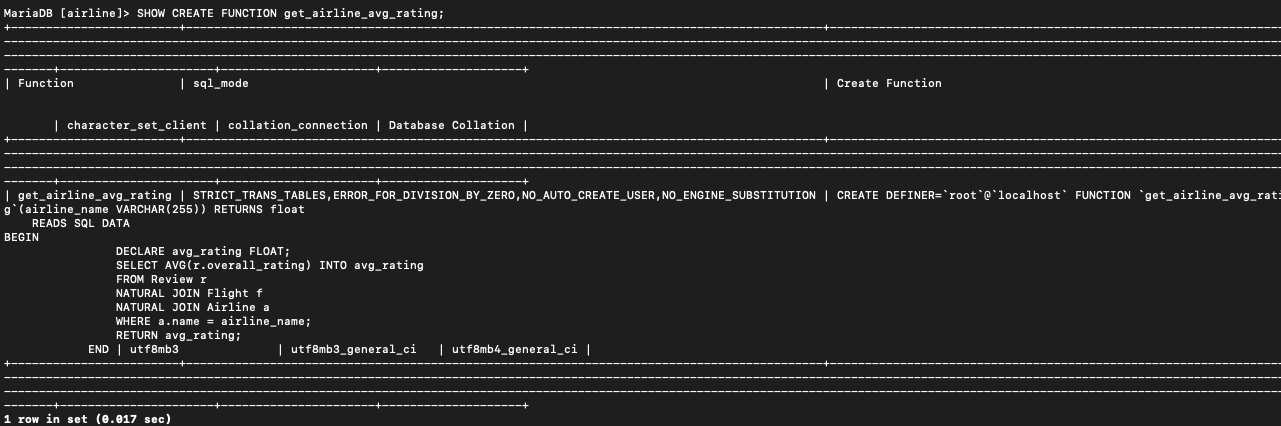 MariaDB [airline]> SHOW CREATE FUNCTION get_airline_avg_rating;
| Function | sql_mode | Create Function
| character_set_client | collation_connection | Database Collation |
| get_airline_avg_rating | STRICT_TRANS_TABLES,ERROR_FOR_DIVISION_BY_ZERO,NO_AUTO_CREATE_USER,NO_ENGINE_SUBSTITUTION | CREATE DEFINER=`root`@`localhost` FUNCTION `get_airline_avg_rati
g`(airline_name VARCHAR(255)) RETURNS float
READS SQL DATA
BEGIN
DECLARE avg_rating FLOAT;
SELECT AVG(r.overall_rating) INTO avg_rating
FROM Review r
NATURAL JOIN Flight f
NATURAL JOIN Airline a
WHERE a.name = airline_name;
RETURN avg_rating;
END | utf8mb3 | utf8mb3_general_ci | utf8mb4_general_ci |
1 row in set (0.017 sec)